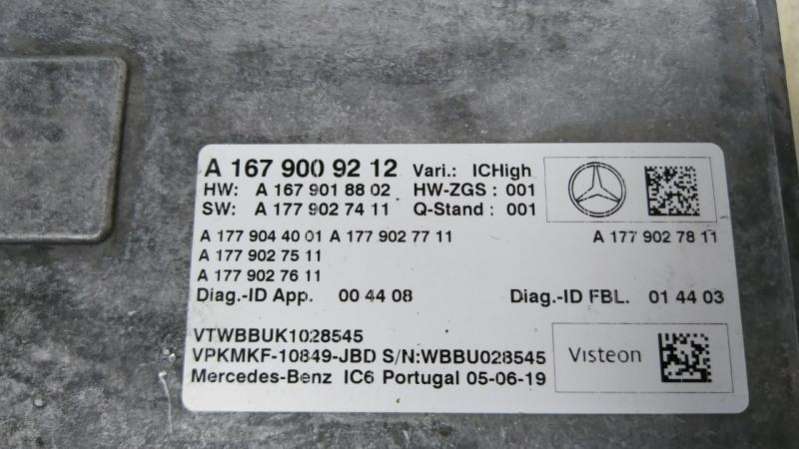 A 167 900 92 12 Vari.: ICHigh
HW: A 167 901 88 02 HW-ZGS : 001
SW: A 177 902 74 11 Q-Stand : 001
A 177 904 40 01 A 177 902 77 11 A 177 902 78 11
A 177 902 75 11
A 177 902 76 11
Diag.-ID App. 00 44 08 Diag.-ID FBL. 01 44 03
VTWBBUK1028545
VPKMKF-10849-JBD S/N:WBBU028545
Mercedes-Benz IC6 Portugal 05-06-19
Visteon